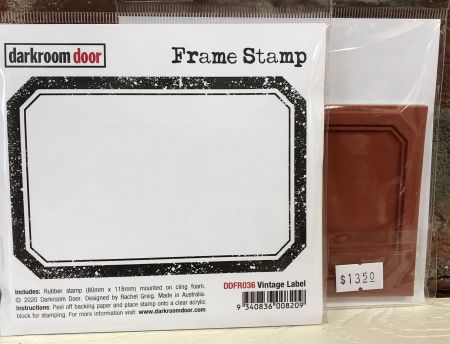 darkroom door
Frame Stamp
Includes: Rubber stamp (80mm x 118mm) mounted on cling foam.
© 2020 Darkroom Door. Designed by Rachel Greig. Made in Australia.
Instructions: Peel off backing paper and place stamp onto a clear acrylic
block for stamping. For more information visit: www.darkroomdoor.com
DDFR036 Vintage Label
9 340836 008209
$13.50